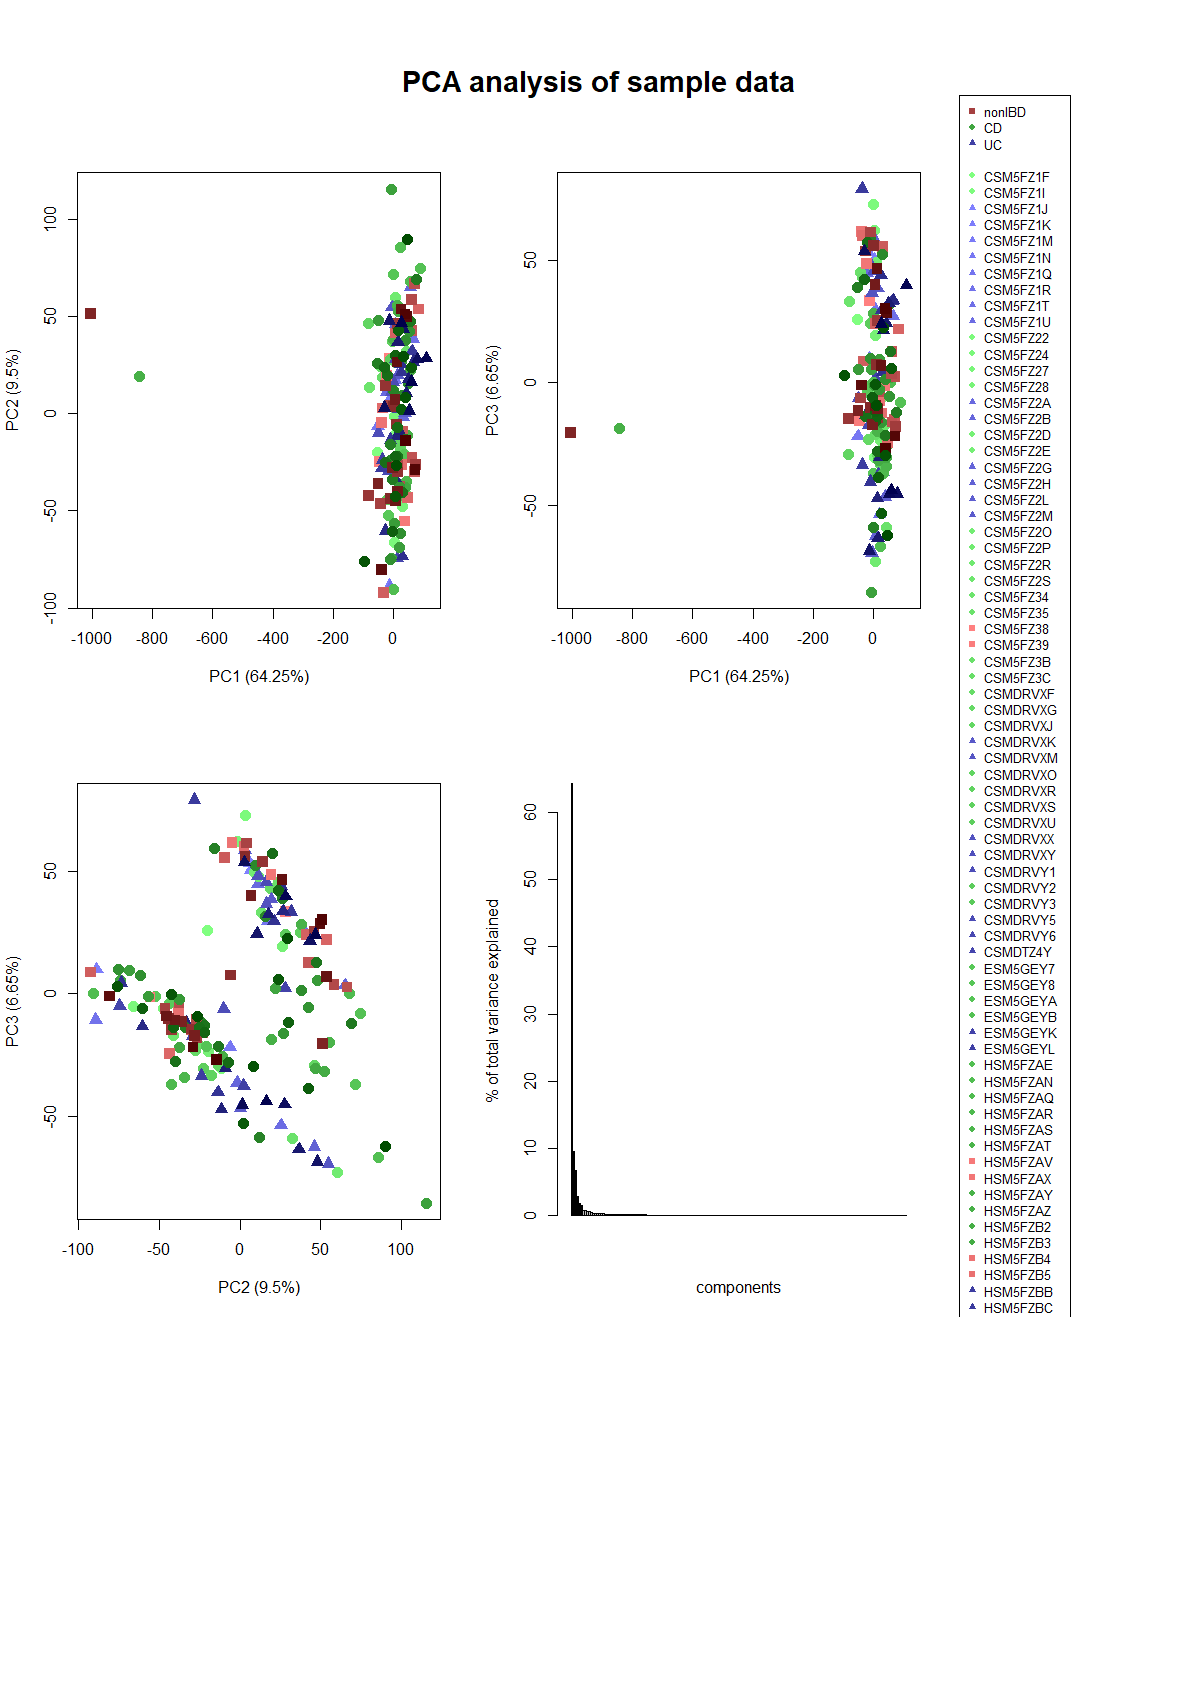 PCA analysis of sample data
100
50
0
-50
-100
PC2 (9.5%)
-1000 -800 -600 -400 -200 0
PC1 (64.25%)
50
0
-50
PC3 (6.65%)
-1000 -800 -600 -400 -200 0
PC1 (64.25%)
50
0
-50
PC3 (6.65%)
-100 -50 0 50 100
PC2 (9.5%)
60
50
40
30
20
10
0
% of total variance explained
components
nonIBD
CD
UC
CSM5FZ1F
CSM5FZ1I
CSM5FZ1J
CSM5FZ1K
CSM5FZ1M
CSM5FZ1N
CSM5FZ1Q
CSM5FZ1R
CSM5FZ1T
CSM5FZ1U
CSM5FZ22
CSM5FZ24
CSM5FZ27
CSM5FZ28
CSM5FZ2A
CSM5FZ2B
CSM5FZ2D
CSM5FZ2E
CSM5FZ2G
CSM5FZ2H
CSM5FZ2L
CSM5FZ2M
CSM5FZ2O
CSM5FZ2P
CSM5FZ2R
CSM5FZ2S
CSM5FZ34
CSM5FZ35
CSM5FZ38
CSM5FZ39
CSM5FZ3B
CSM5FZ3C
CSMDRVXF
CSMDRVXG
CSMDRVXJ
CSMDRVXK
CSMDRVXM
CSMDRVXO
CSMDRVXR
CSMDRVXS
CSMDRVXU
CSMDRVXX
CSMDRVXY
CSMDRVY1
CSMDRVY2
CSMDRVY3
CSMDRVY5
CSMDRVY6
CSMDTZ4Y
ESM5GEY7
ESM5GEY8
ESM5GEYA
ESM5GEYB
ESM5GEYK
ESM5GEYL
HSM5FZAE
HSM5FZAN
HSM5FZAQ
HSM5FZAR
HSM5FZAS
HSM5FZAT
HSM5FZAV
HSM5FZAX
HSM5FZAY
HSM5FZAZ
HSM5FZB2
HSM5FZB3
HSM5FZB4
HSM5FZB5
HSM5FZBB
HSM5FZBC